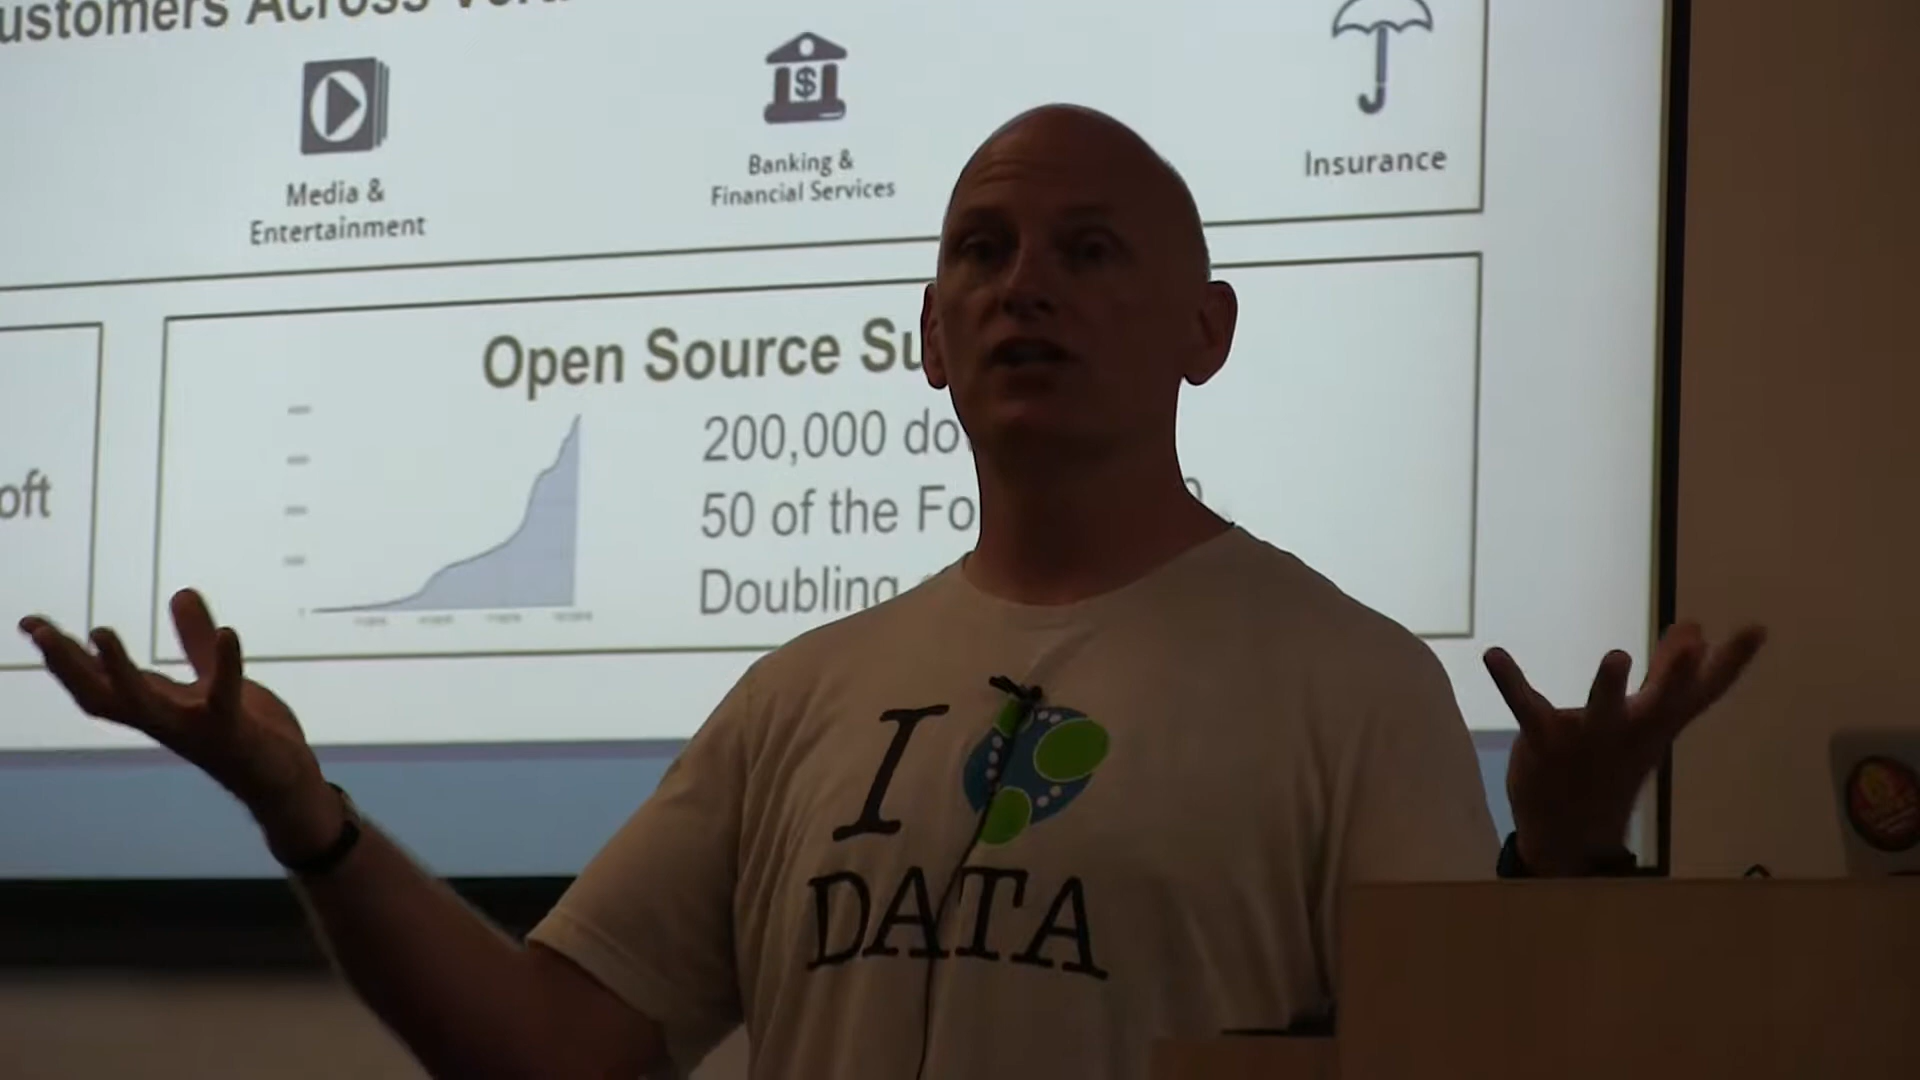 ustomers Across
Media &
Entertainment
Banking &
Financial Services
Insurance
oft
Open Source Su
200,000 do
50 of the Fo
Doubling
I
DATA